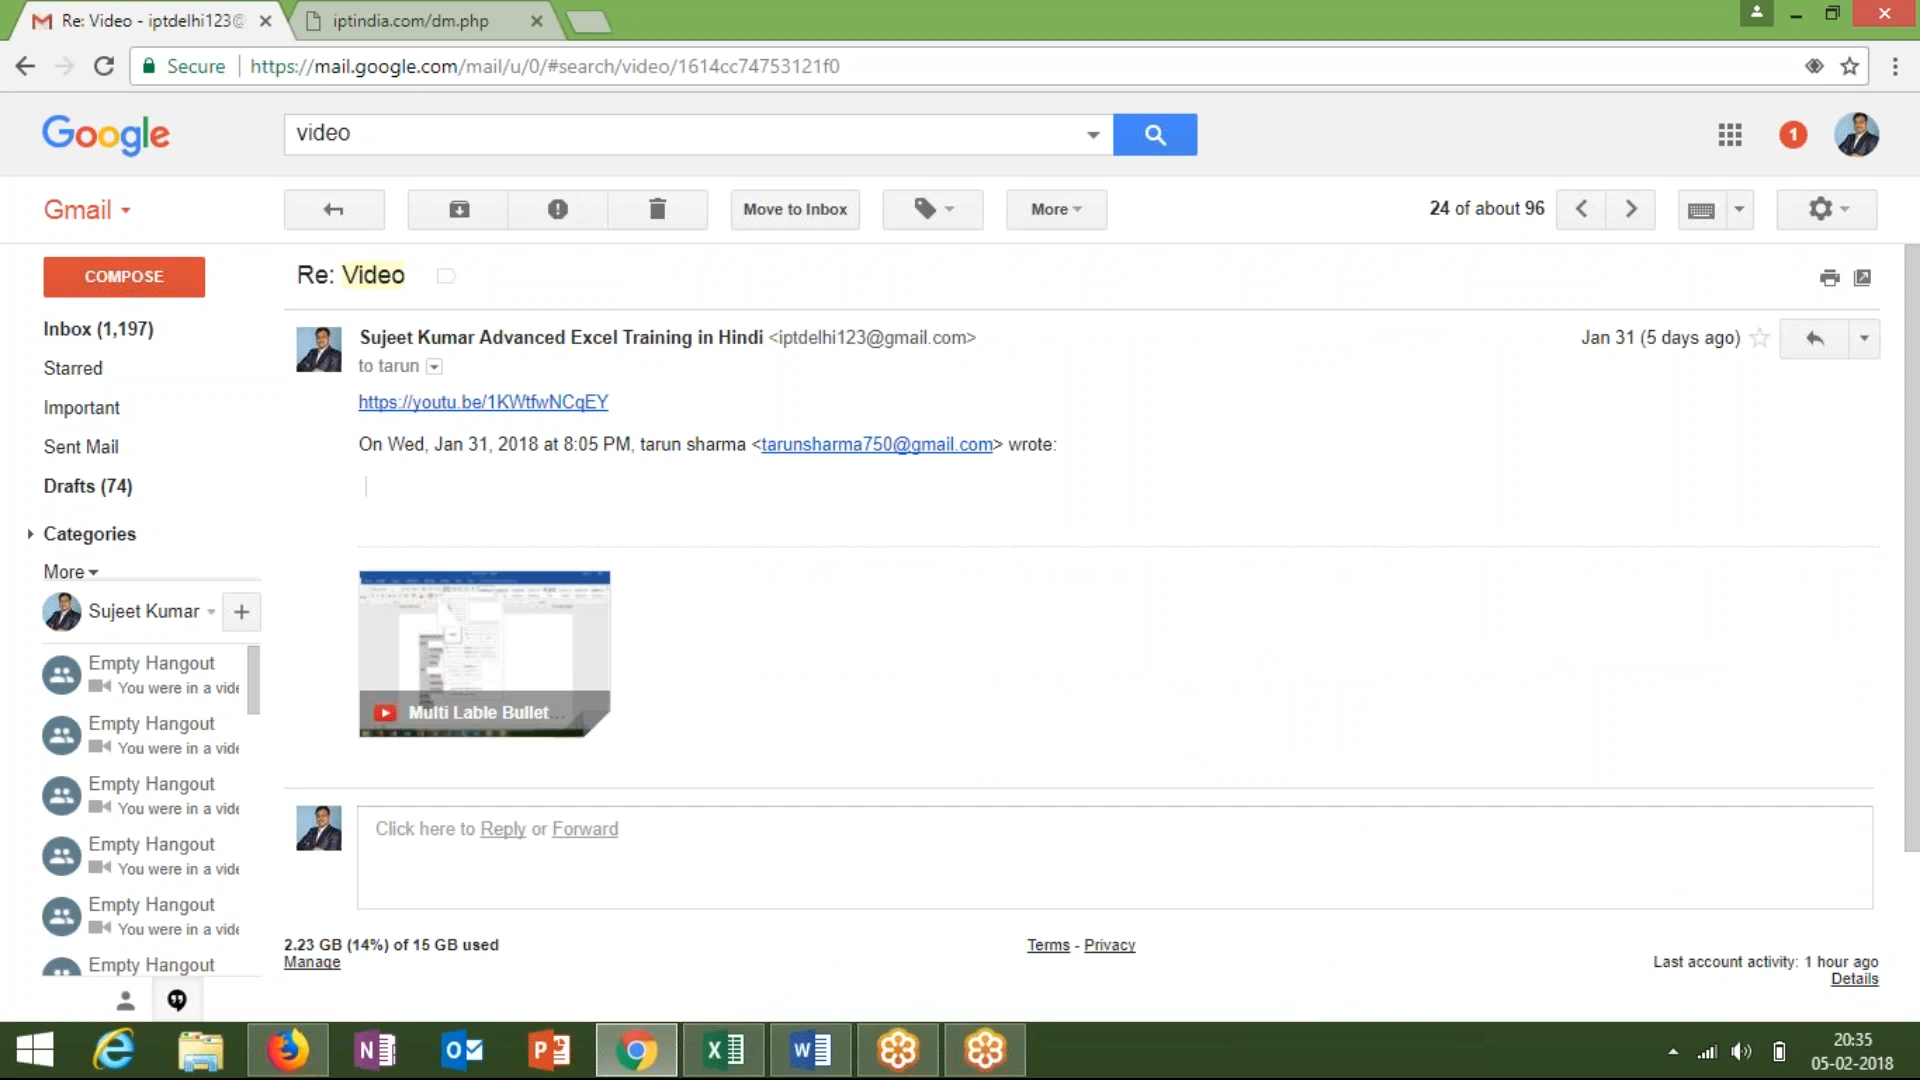 Re: Video - iptdelhi123@
iptindia.com/dm.php
Secure
https://mail.google.com/mail/u/0/#search/video/1614cc74753121f0
Google
video
1
Gmail
Move to Inbox
More
24 of about 96
COMPOSE
Re: Video
Inbox (1,197)
Starred
Important
Sent Mail
Drafts (74)
Categories
More
Sujeet Kumar Advanced Excel Training in Hindi <iptdelhi123@gmail.com>
Jan 31 (5 days ago)
to tarun
https://youtu.be/1KWtfwNCqEY
On Wed, Jan 31, 2018 at 8:05 PM, tarun sharma <tarunsharma750@gmail.com> wrote:
Multi Lable Bullet...
Sujeet Kumar
Empty Hangout
You were in a vide
Empty Hangout
You were in a vide
Empty Hangout
You were in a vide
Empty Hangout
You were in a vide
Empty Hangout
You were in a vide
Empty Hangout
Click here to Reply or Forward
2.23 GB (14%) of 15 GB used
Manage
Terms - Privacy
Last account activity: 1 hour ago
Details
20:35
05-02-2018